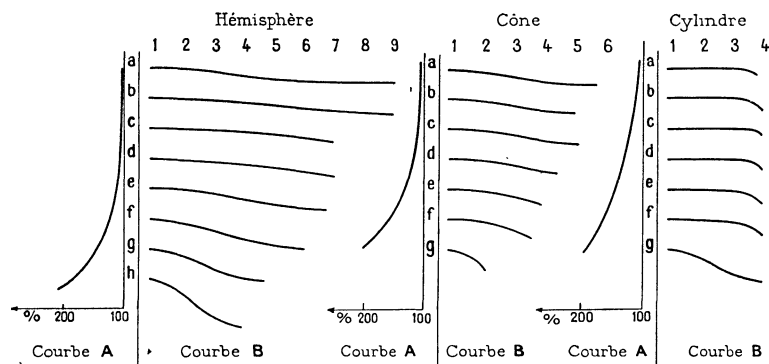 Hémisphère Cône Cylindre
1 2 3 4 5 6 7 8 9 1 2 3 4 5 6 1 2 3 4
a a a
b b b
c c c
d d d
e e e
f f f
g g g
h
% 200 100 % 200 100 % 200 100
Courbe A Courbe B Courbe A Courbe B Courbe A Courbe B